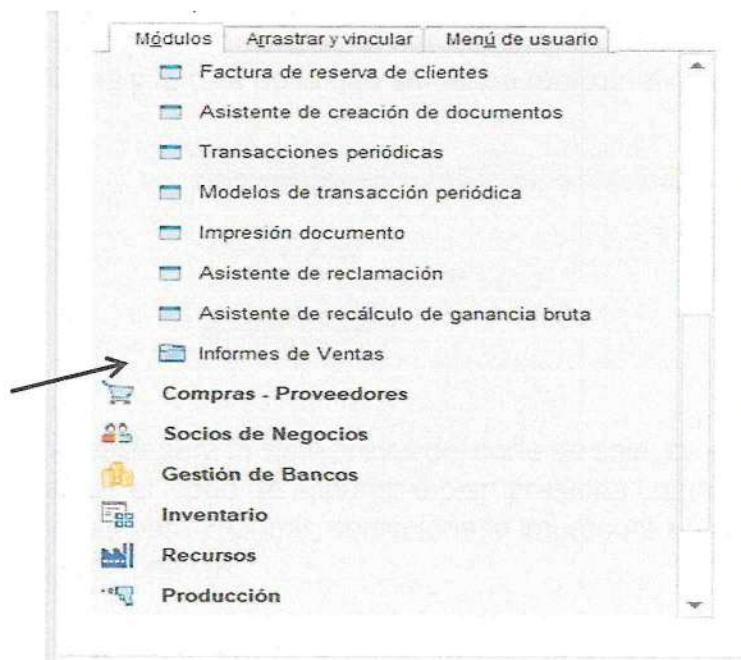 Módulos Arrastrar y vincular Menú de usuario
Factura de reserva de clientes
Asistente de creación de documentos
Transacciones periódicas
Modelos de transacción periódica
Impresión documento
Asistente de reclamación
Asistente de recálculo de ganancia bruta
Informes de Ventas
Compras - Proveedores
Socios de Negocios
Gestión de Bancos
Inventario
Recursos
Producción